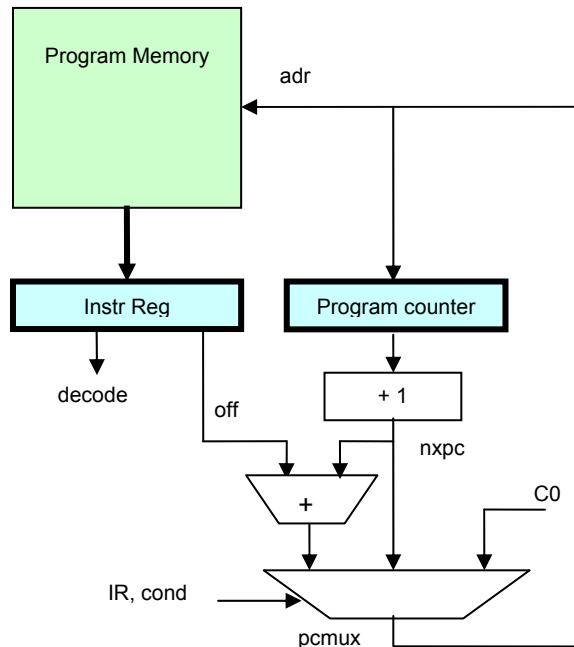 Program Memory
adr
Instr Reg
Program counter
decode
+ 1
off
nxpc
+
C0
IR, cond
pcmux